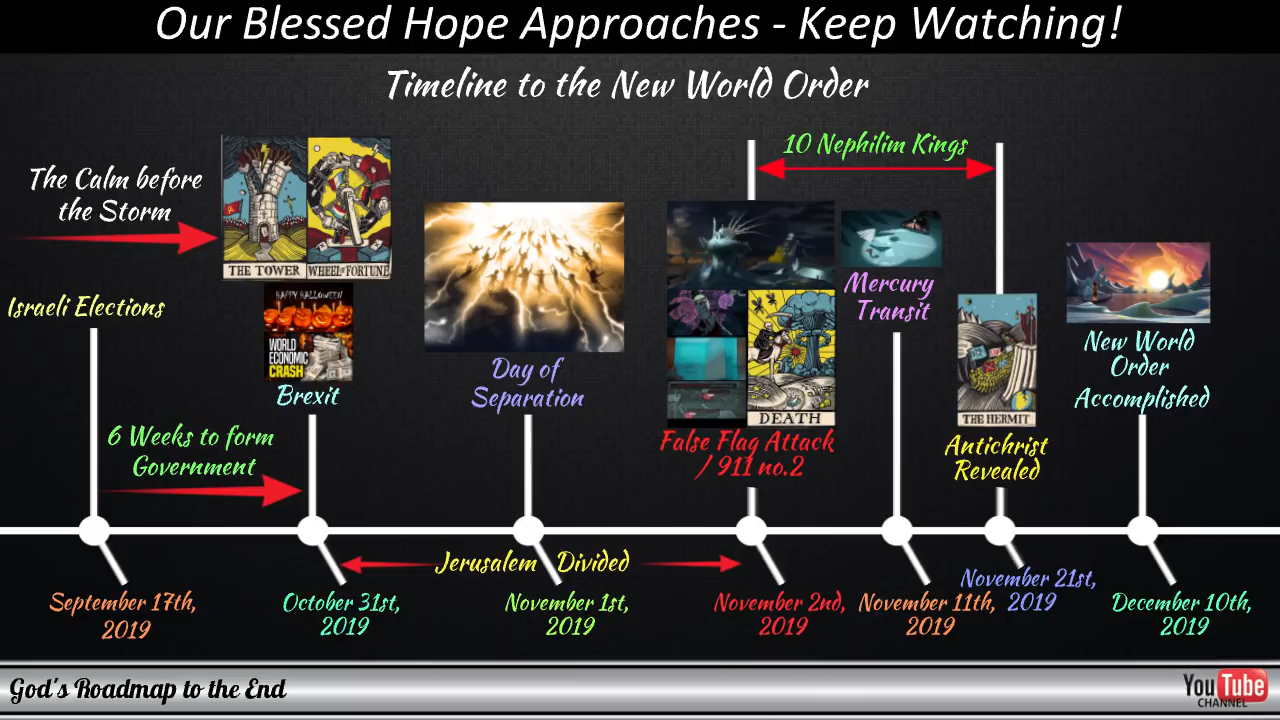 Our Blessed Hope Approaches - Keep Watching!
Timeline to the New World Order
The Calm before
the Storm
Israeli Elections
6 Weeks to form
Government
THE TOWER
WHEEL of FORTUNE
HAPPY HALLOWEEN
WORLD
ECONOMIC
CRASH
Brexit
Day of
Separation
10 Nephilim Kings
DEATH
False Flag Attack
/ 911 no.2
Mercury
Transit
THE HERMIT
Antichrist
Revealed
New World
Order
Accomplished
Jerusalem Divided
September 17th,
2019
October 31st,
2019
November 1st,
2019
November 2nd,
2019
November 11th,
2019
November 21st,
2019
December 10th,
2019
God's Roadmap to the End
YouTube
CHANNEL